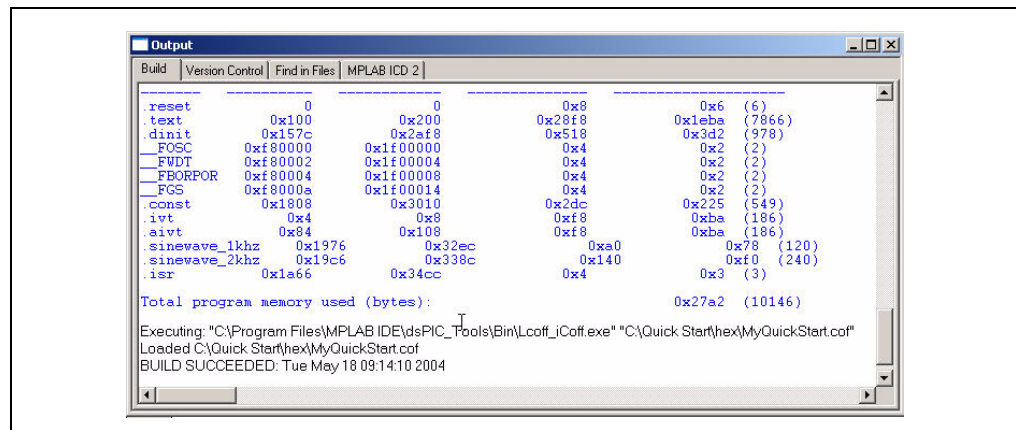 Output
Build Version Control Find in Files MPLAB ICD 2
.reset 0 0 0x8 0x6 (6)
.text 0x100 0x200 0x28f8 0x1eba (7866)
.dinit 0x157c 0x2af8 0x518 0x3d2 (978)
__FOSC 0xf80000 0x1f00000 0x4 0x2 (2)
__FWDT 0xf80002 0x1f00004 0x4 0x2 (2)
__FBORPOR 0xf80004 0x1f00008 0x4 0x2 (2)
__FGS 0xf8000a 0x1f00014 0x4 0x2 (2)
.const 0x1808 0x3010 0x2dc 0x225 (549)
.ivt 0x4 0x8 0xf8 0xba (186)
.aivt 0x84 0x108 0xf8 0xba (186)
.sinewave_1khz 0x1976 0x32ec 0xa0 0x78 (120)
.sinewave_2khz 0x19c6 0x338c 0x140 0xf0 (240)
.isr 0x1a66 0x34cc 0x4 0x3 (3)
Total program memory used (bytes): 0x27a2 (10146)
Executing: "C:\Program Files\MPLAB IDE\dsPIC_Tools\Bin\Lcoff_iCoff.exe" "C:\Quick Start\hex\MyQuickStart.cof"
Loaded C:\Quick Start\hex\MyQuickStart.cof
BUILD SUCCEEDED: Tue May 18 09:14:10 2004